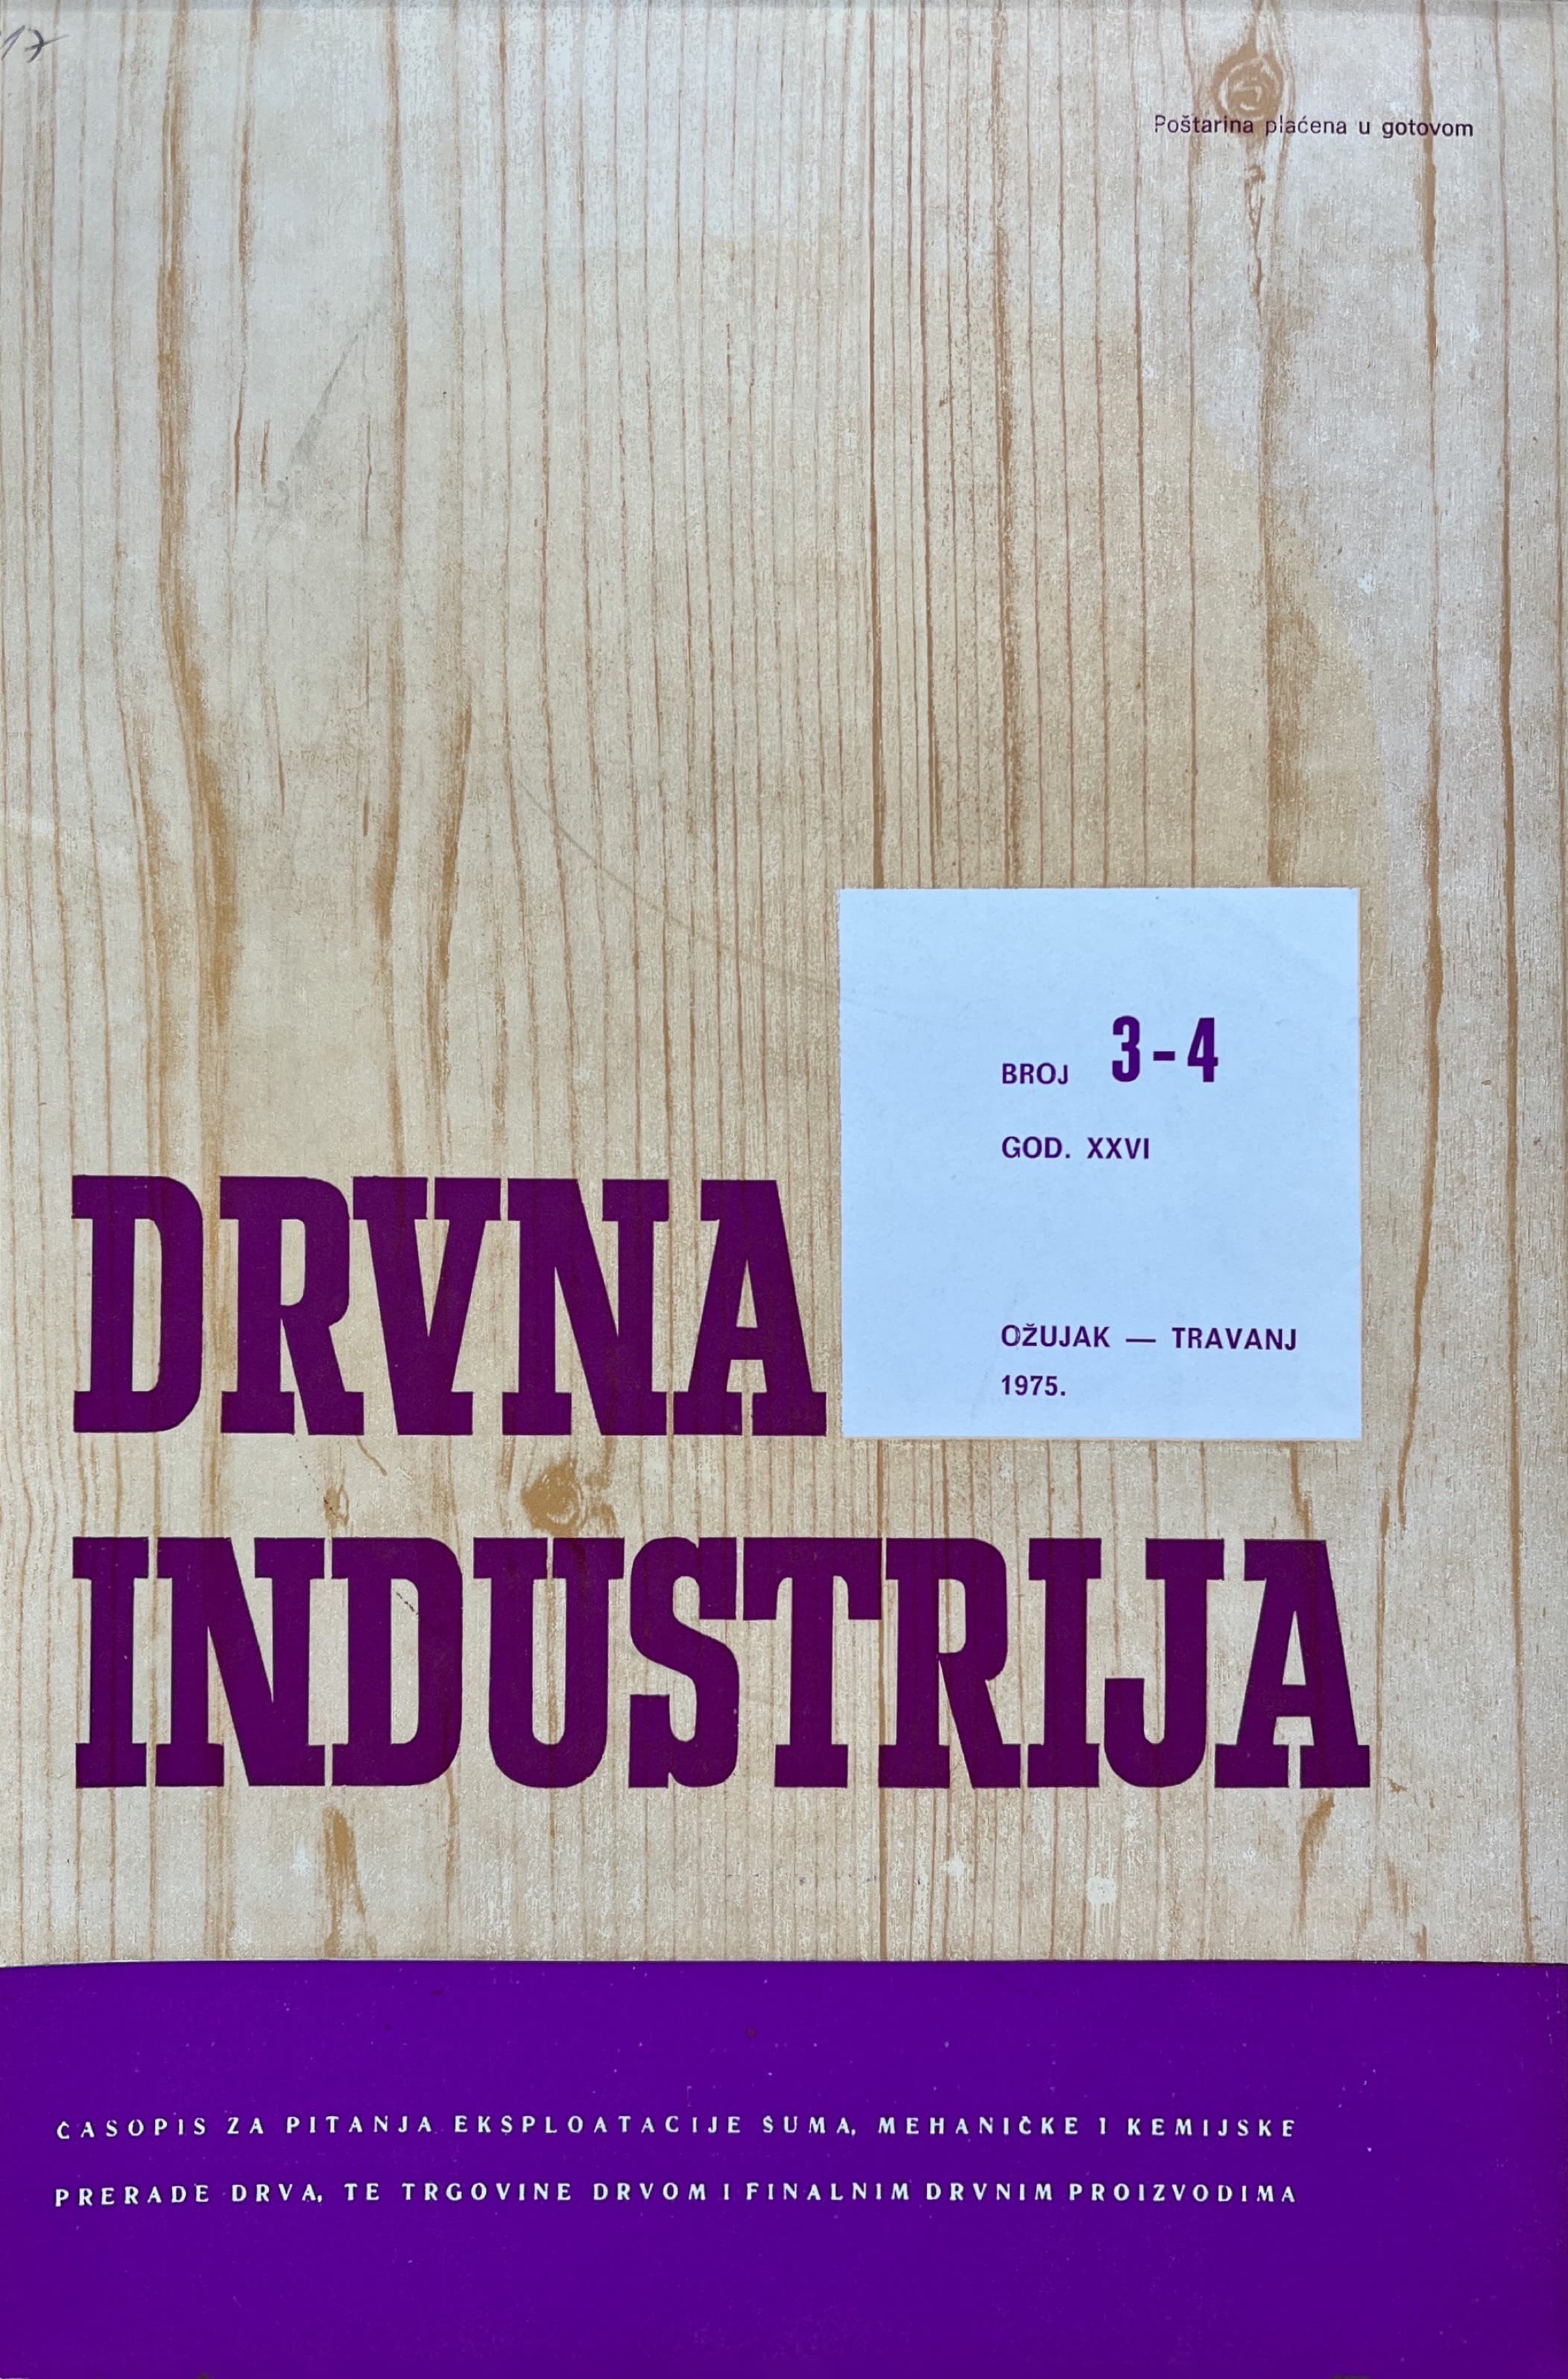 17
Poštarina plaćena u gotovom
BROJ 3-4
GOD. XXVI
OŽUJAK — TRAVANJ
1975.
DRVNA
INDUSTRIJA
ČASOPIS ZA PITANJA EKSPLOATACIJE ŠUMA, MEHANIČKE I KEMIJSKE
PRERADE DRVA, TE TRGOVINE DRVOM I FINALNIM DRVNIM PROIZVODIMA